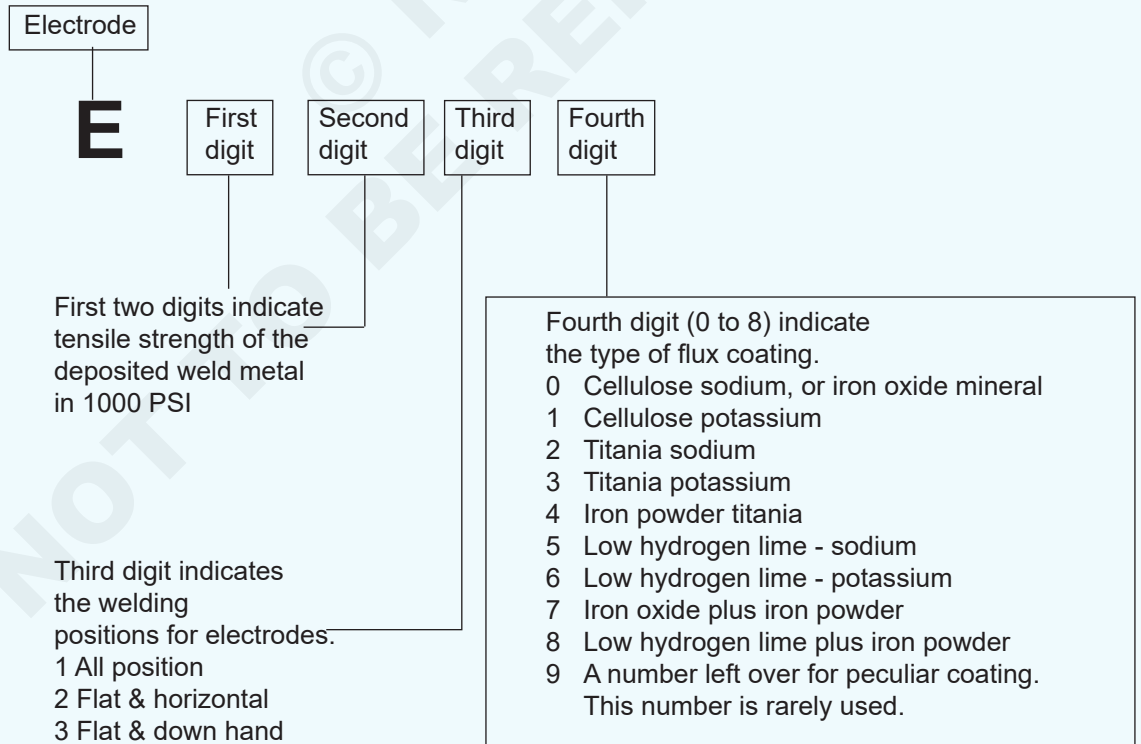 Electrode
E
First
digit
Second
digit
Third
digit
Fourth
digit
First two digits indicate
tensile strength of the
deposited weld metal
in 1000 PSI
Third digit indicates
the welding
positions for electrodes.
1 All position
2 Flat & horizontal
3 Flat & down hand
Fourth digit (0 to 8) indicate
the type of flux coating.
0 Cellulose sodium, or iron oxide mineral
1 Cellulose potassium
2 Titania sodium
3 Titania potassium
4 Iron powder titania
5 Low hydrogen lime - sodium
6 Low hydrogen lime - potassium
7 Iron oxide plus iron powder
8 Low hydrogen lime plus iron powder
9 A number left over for peculiar coating.
This number is rarely used.
©
NOT TO BE